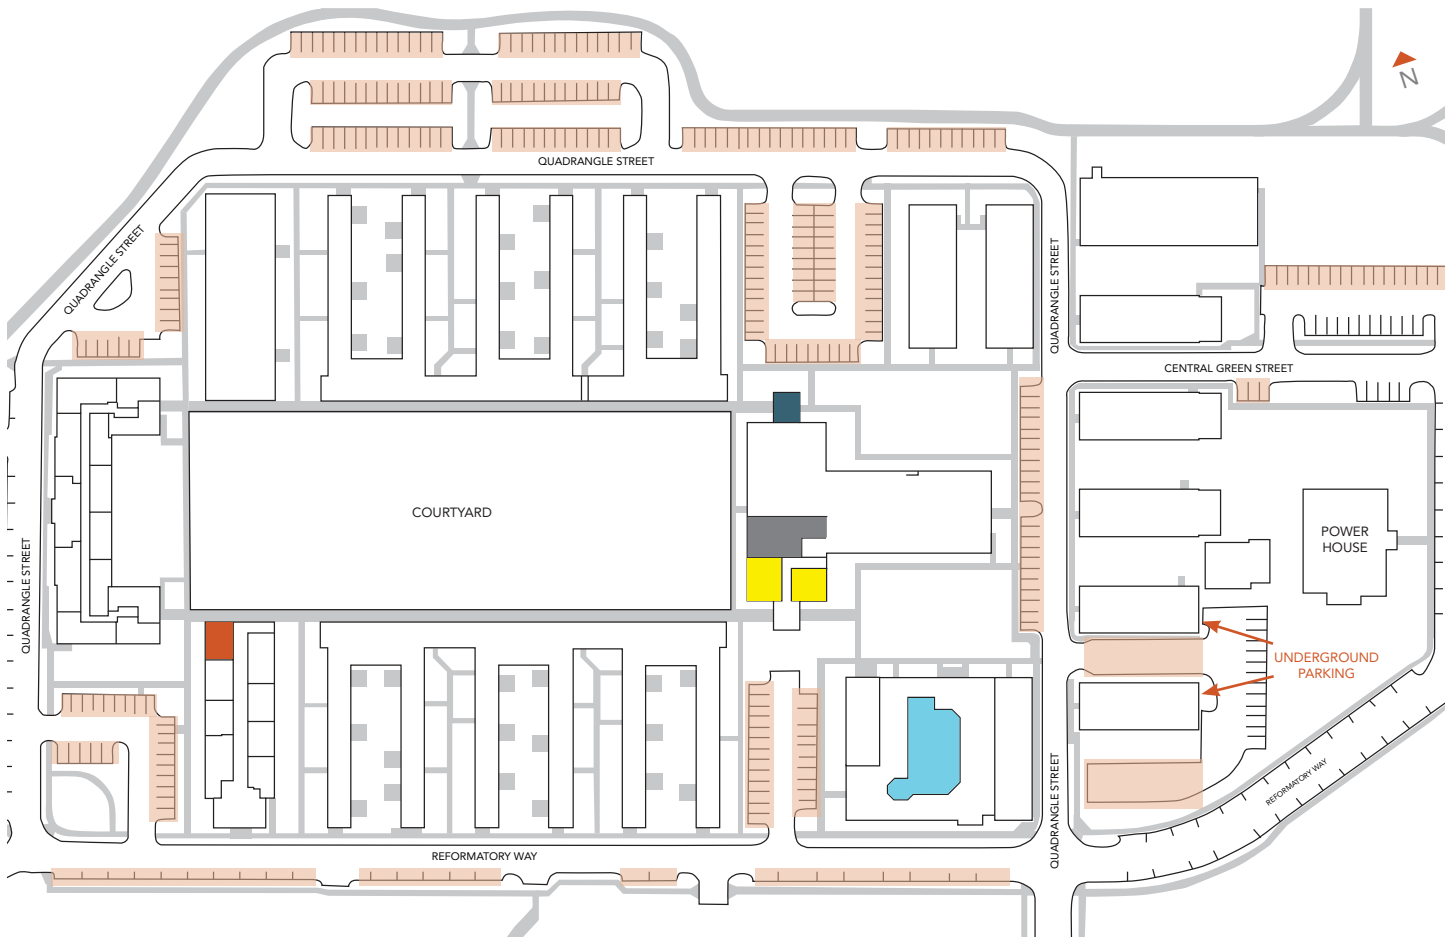 N
QUADRANGLE STREET
QUADRANGLE STREET
QUADRANGLE STREET
CENTRAL GREEN STREET
COURTYARD
POWER
HOUSE
QUADRANGLE STREET
UNDERGROUND
PARKING
QUADRANGLE STREET
REFORMATORY WAY
REFORMATORY WAY